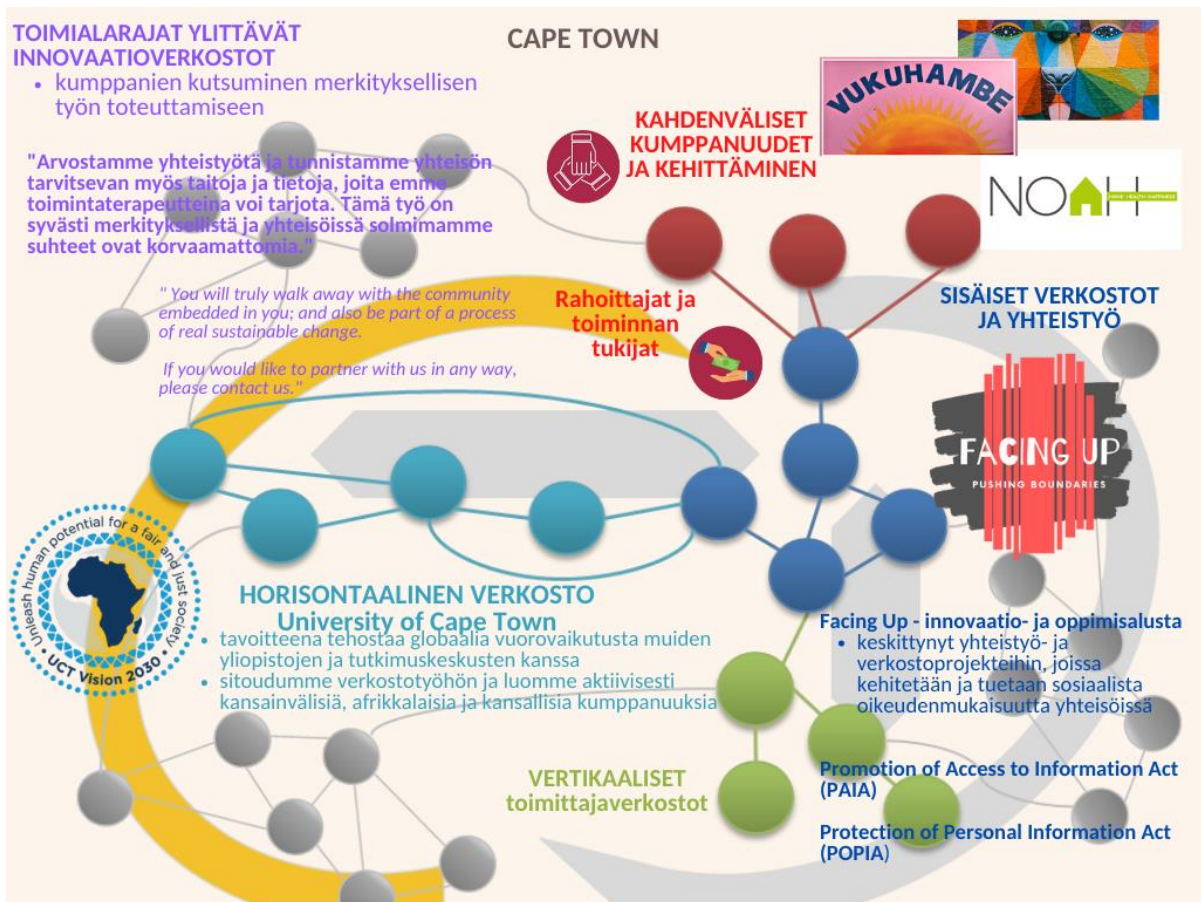 TOIMIALARAJAT YLITTÄVÄT
INNOVAATIOVERKOSTOT
• kumppanien kutsuminen merkityksellisen
työn toteuttamiseen
"Arvostamme yhteistyötä ja tunnistamme yhteisön
tarvitsevan myös taitoja ja tietoja, joita emme
toimintaterapeutteina voi tarjota. Tämä työ on
syvästi merkityksellistä ja yhteisöissä solmimamme
suhteet ovat korvaamattomia."
" You will truly walk away with the community
embedded in you; and also be part of a process
of real sustainable change.
If you would like to partner with us in any way,
please contact us."
CAPE TOWN
KAHDENVÄLISET
KUMPPANUUDET
JA KEHITTÄMINEN
VUKUHAMBE
NOAH
Rahoittajat ja
toiminnan
tukijat
SISÄISET VERKOSTOT
JA YHTEISTYÖ
FACING UP
PUSHING BOUNDARIES
Unleash human potential for a fair and just society
• UCT Vision 2030 •
HORISONTAALINEN VERKOSTO
University of Cape Town
• tavoitteena tehostaa globaalia vuorovaikutusta muiden
yliopistojen ja tutkimuskeskusten kanssa
• sitoudumme verkostotyöhön ja luomme aktiivisesti
kansainvälisiä, afrikkalaisia ja kansallisia kumppanuuksia
Facing Up - innovaatio- ja oppimisalusta
• keskittynyt yhteistyö- ja
verkostoprojekteihin, joissa
kehitetään ja tuetaan sosiaalista
oikeudenmukaisuutta yhteisöissä
VERTIKAALISET
toimittajaverkostot
Promotion of Access to Information Act
(PAIA)
Protection of Personal Information Act
(POPIA)